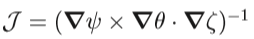 𝒥 = (∇ψ × ∇θ · ∇ζ)⁻¹